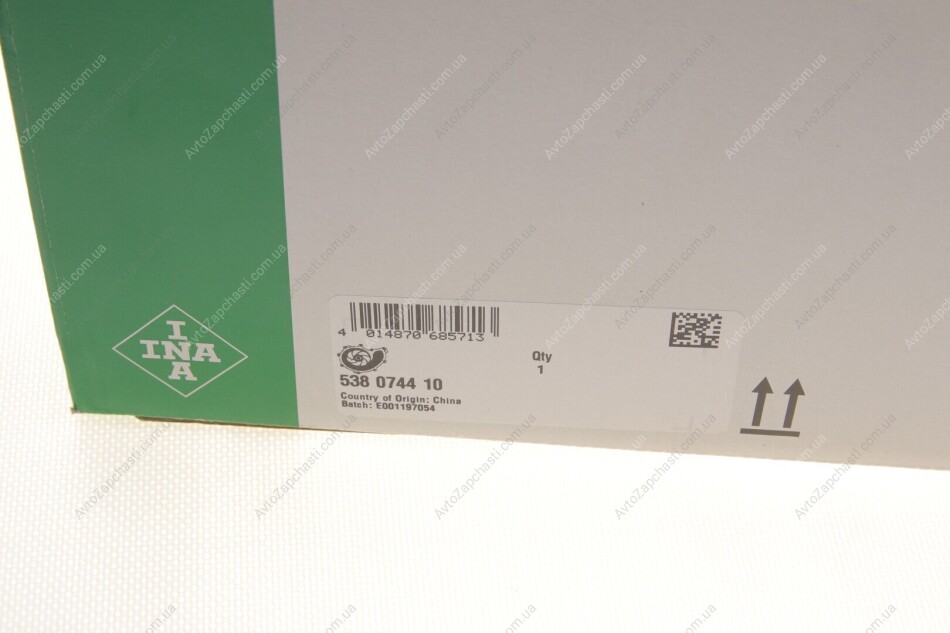 I
INA
A
4 014870 685713
Qty
1
538 0744 10
Country of Origin: China
Batch: E001197054
AvtoZapchasti.com.ua